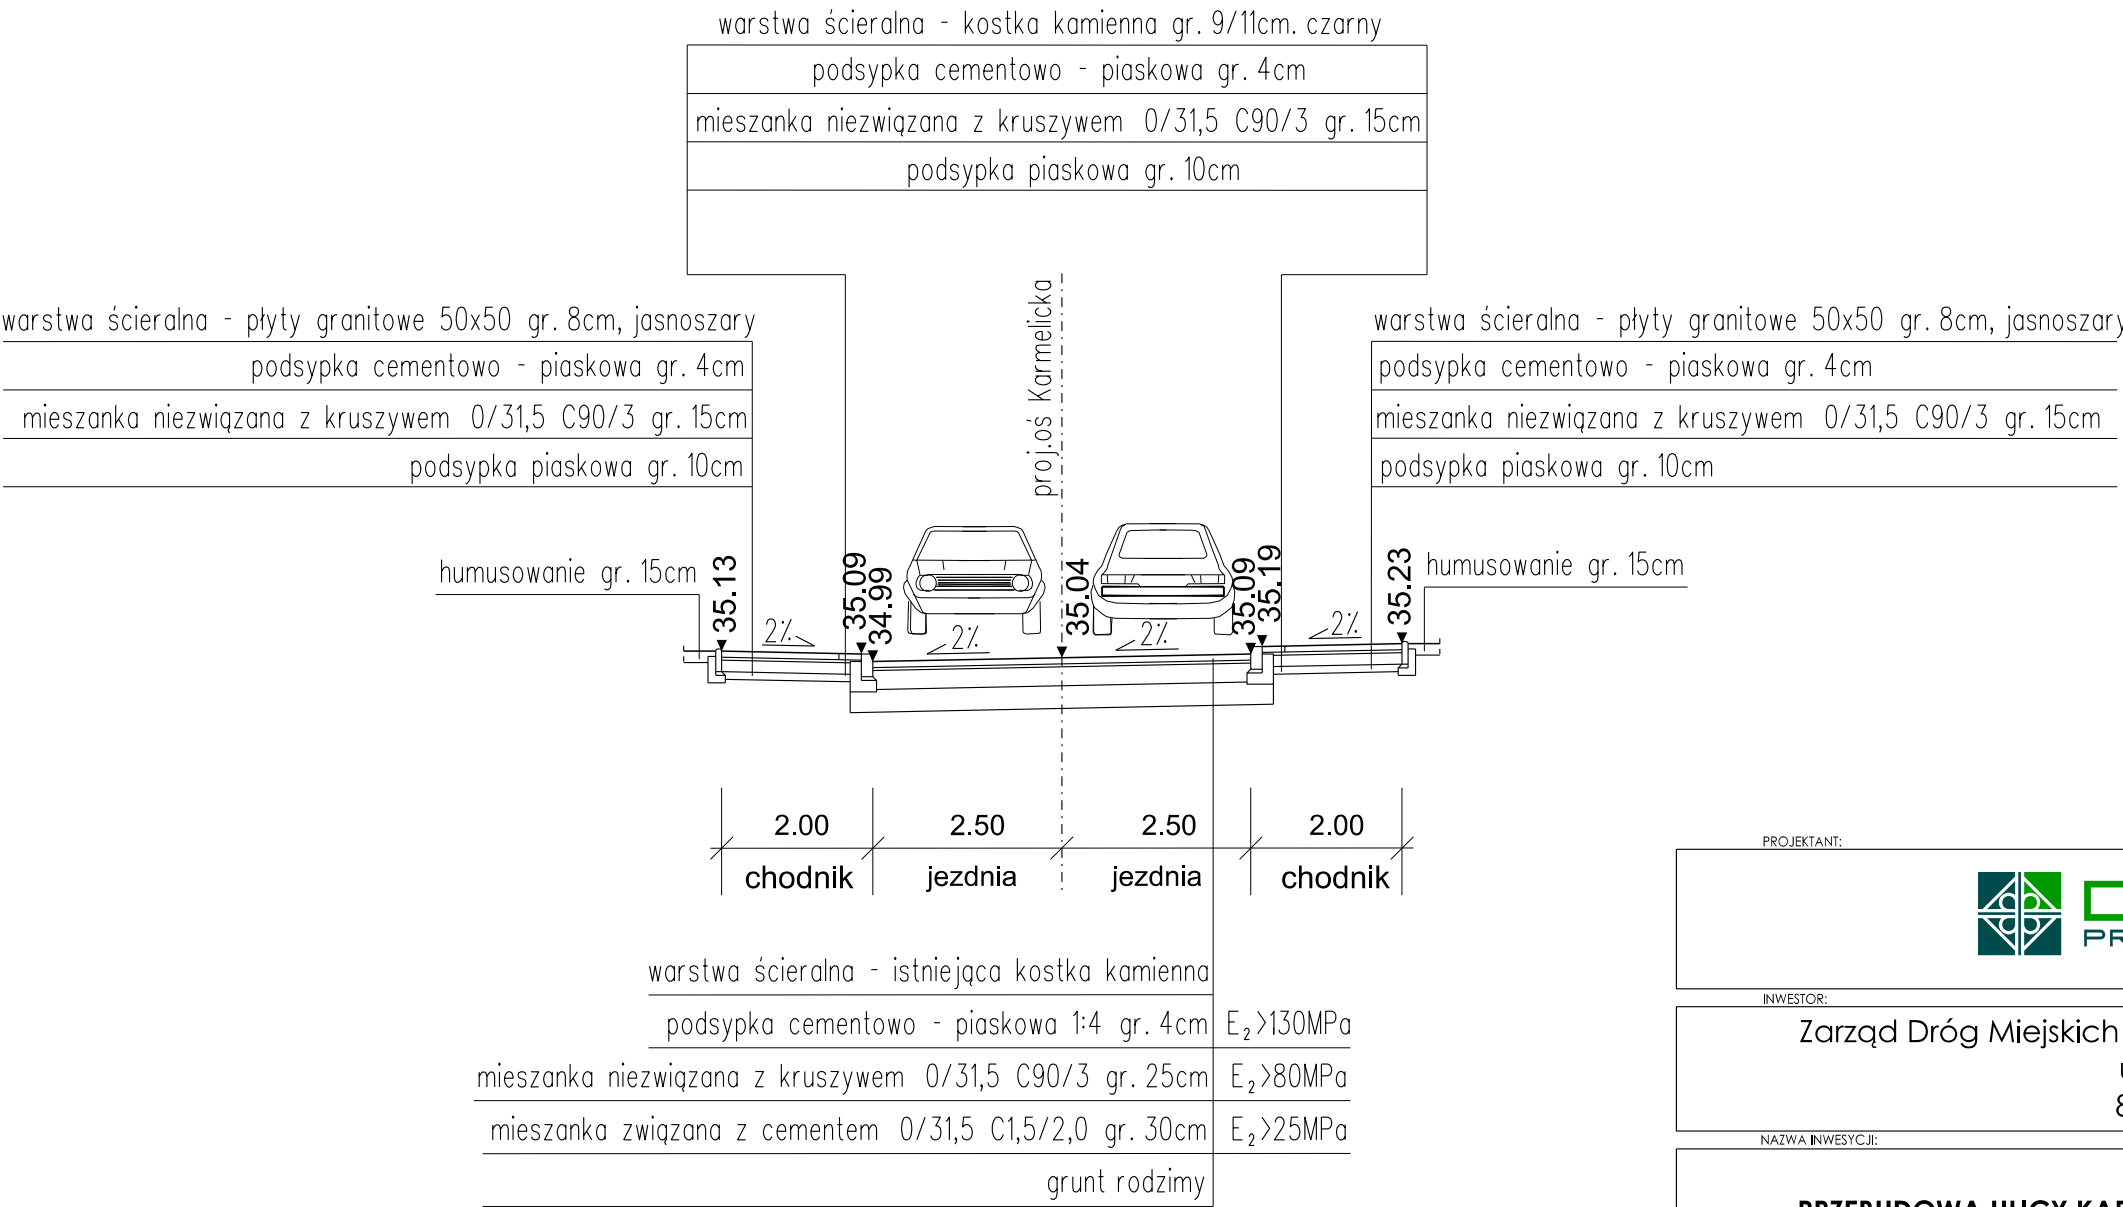 warstwa ścieralna - kostka kamienna gr. 9/11cm. czarny
podsypka cementowo - piaskowa gr. 4cm
mieszanka niezwiązana z kruszywem 0/31,5 C90/3 gr. 15cm
podsypka piaskowa gr. 10cm
warstwa ścieralna - płyty granitowe 50x50 gr. 8cm, jasnoszary
podsypka cementowo - piaskowa gr. 4cm
mieszanka niezwiązana z kruszywem 0/31,5 C90/3 gr. 15cm
podsypka piaskowa gr. 10cm
humusowanie gr. 15cm
proj.oś Karmelicka
warstwa ścieralna - płyty granitowe 50x50 gr. 8cm, jasnoszary
podsypka cementowo - piaskowa gr. 4cm
mieszanka niezwiązana z kruszywem 0/31,5 C90/3 gr. 15cm
podsypka piaskowa gr. 10cm
humusowanie gr. 15cm
35.13
35.09
34.99
35.04
35.09
35.19
35.23
2%
2%
2%
2%
2.00
2.50
2.50
2.00
chodnik
jezdnia
jezdnia
chodnik
warstwa ścieralna - istniejąca kostka kamienna
podsypka cementowo - piaskowa 1:4 gr. 4cm E₂>130MPa
mieszanka niezwiązana z kruszywem 0/31,5 C90/3 gr. 25cm E₂>80MPa
mieszanka związana z cementem 0/31,5 C1,5/2,0 gr. 30cm E₂>25MPa
grunt rodzimy
PROJEKTANT:
PR
INWESTOR:
Zarząd Dróg Miejskich
8
NAZWA INWESYCJI:
PRZEBUDOWA ULICY